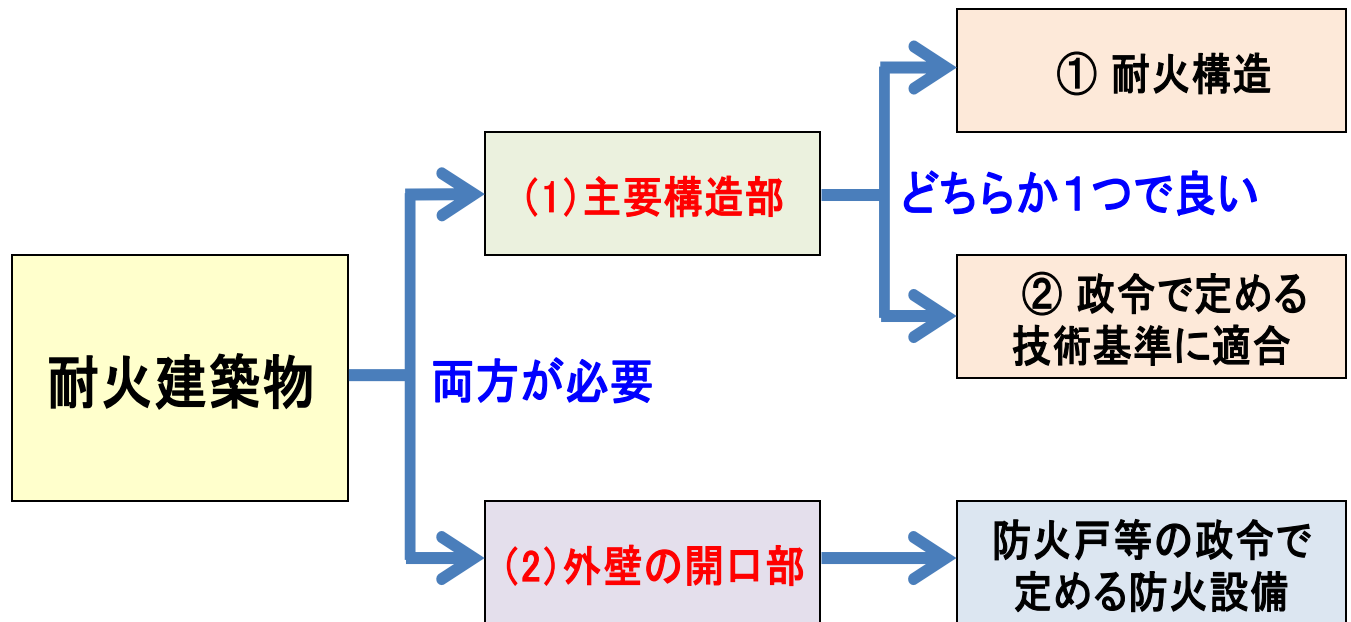 耐火建築物
両方が必要
(1)主要構造部
どちらか1つで良い
① 耐火構造
② 政令で定める
技術基準に適合
(2)外壁の開口部
防火戸等の政令で
定める防火設備